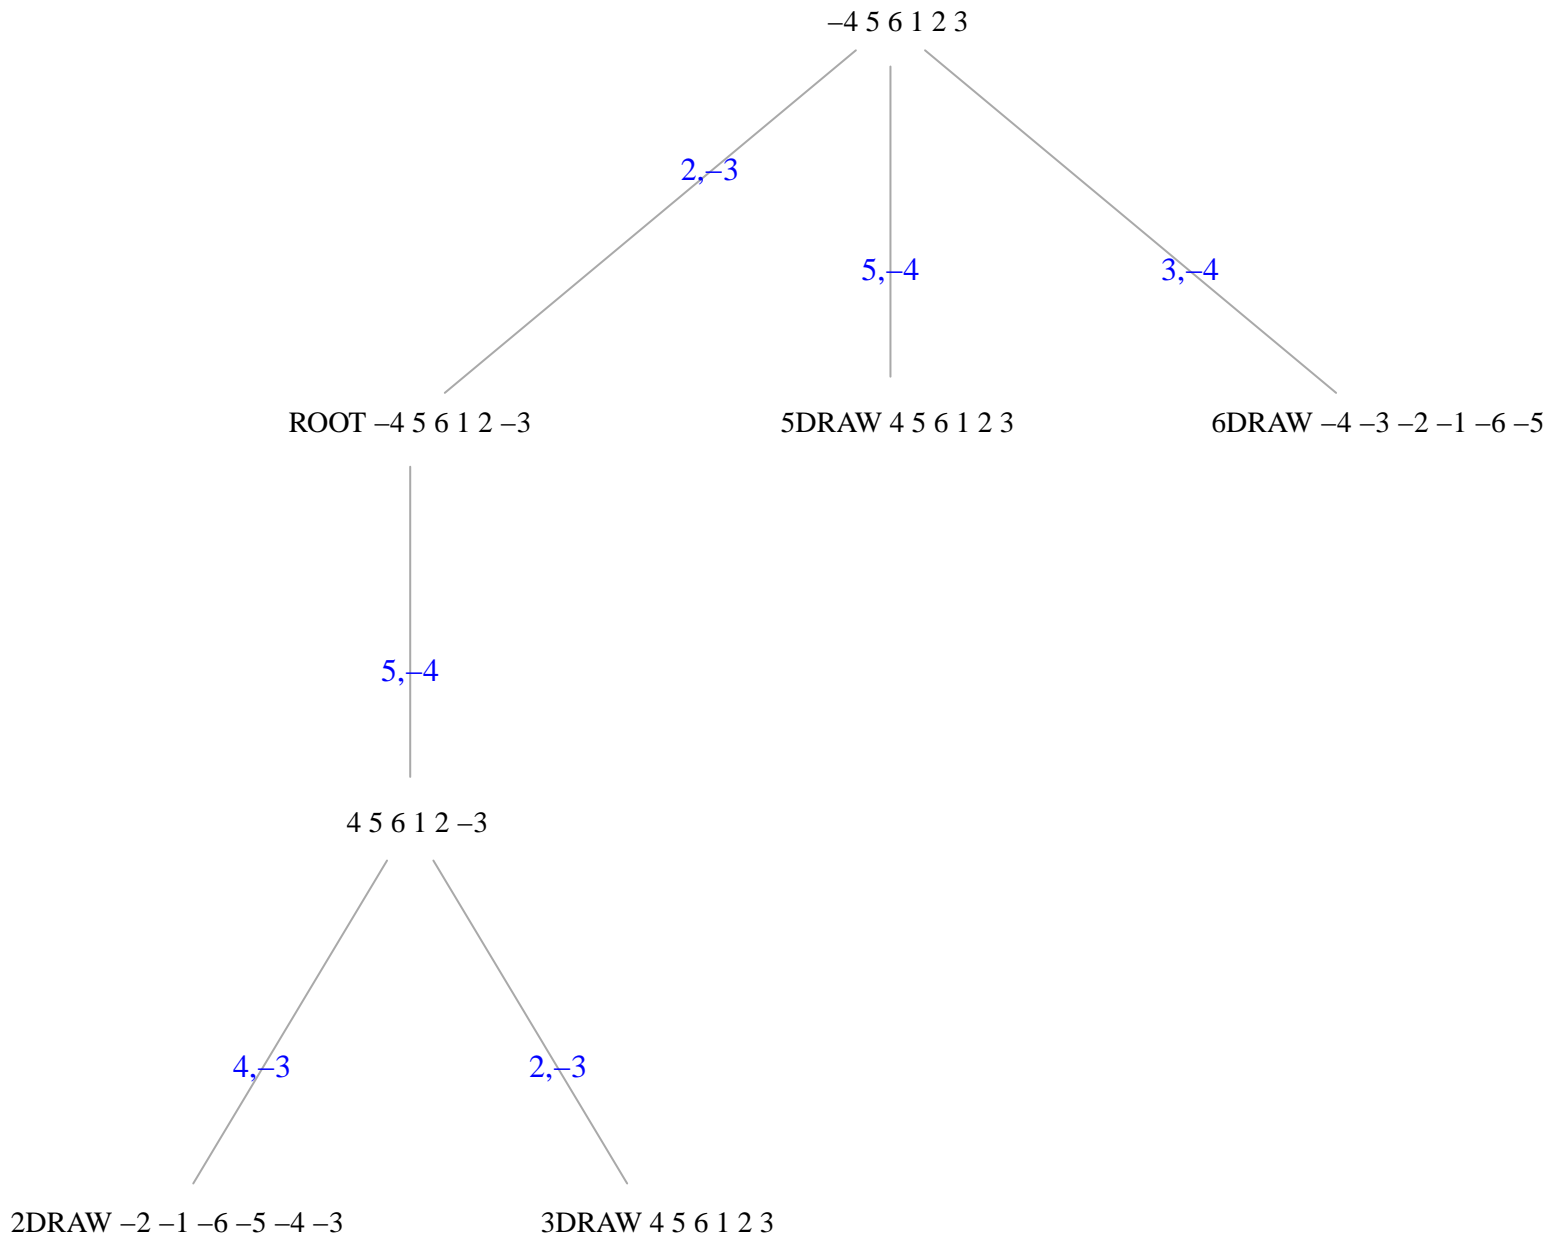 –4 5 6 1 2 3
2,–3
5,–4
3,–4
ROOT –4 5 6 1 2 –3
5DRAW 4 5 6 1 2 3
6DRAW –4 –3 –2 –1 –6 –5
5,–4
4 5 6 1 2 –3
4,–3
2,–3
2DRAW –2 –1 –6 –5 –4 –3
3DRAW 4 5 6 1 2 3